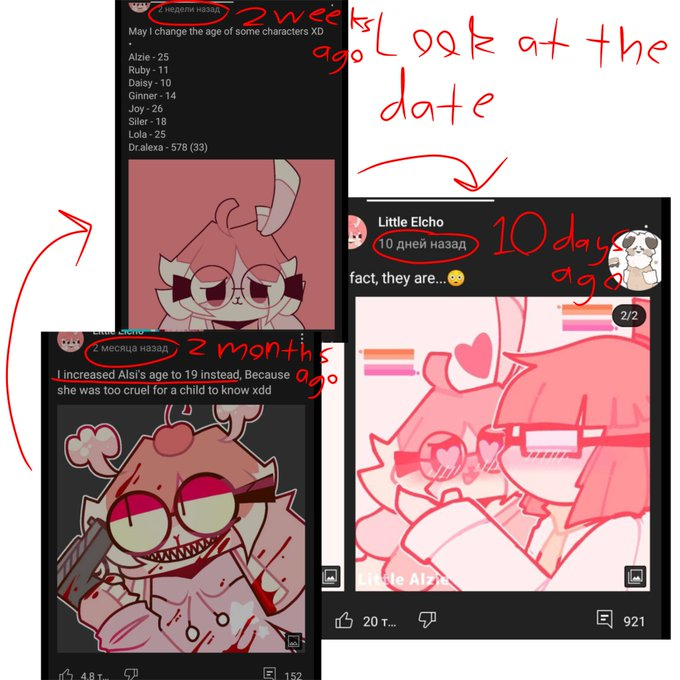 2 недели назад
2 weeks ago
May I change the age of some characters XD
•
Alzie - 25
Ruby - 11
Daisy - 10
Ginner - 14
Joy - 26
Siler - 18
Lola - 25
Dr.alexa - 578 (33)
Look at the
date
Little Elcho
10 дней назад
10 days ago
fact, they are...😳
2/2
Little Alzie
20 т...
921
Little Elcho
2 месяца назад
2 months ago
I increased Alsi's age to 19 instead, Because
she was too cruel for a child to know xdd
4,8 т...
152